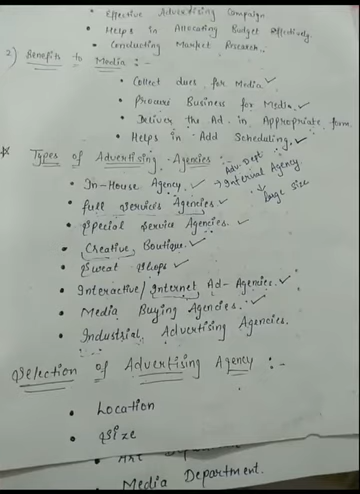 • Effective Advertising Campaign
• Helps in Allocating Budget Effectively.
• Conducting Market Research.
2) Benefits to Media :-
• Collect dues for Media
• Procure Business for Media.
• Deliver the Ad. in Appropriate form
• Helps in Add Scheduling.
Types of Advertising Agencies :
Adv. Dept.
• In-House Agency. → Internal Agency
↓
Large Size
• Full Services Agencies.
• Special Service Agencies.
• Creative Boutique.
• Sweat Shops
• Interactive/Internet Ad-Agencies.
• Media Buying Agencies.
• Industrial Advertising Agencies.
Selection of Advertising Agency :-
• Location
• Size
• Art
• Media Department.